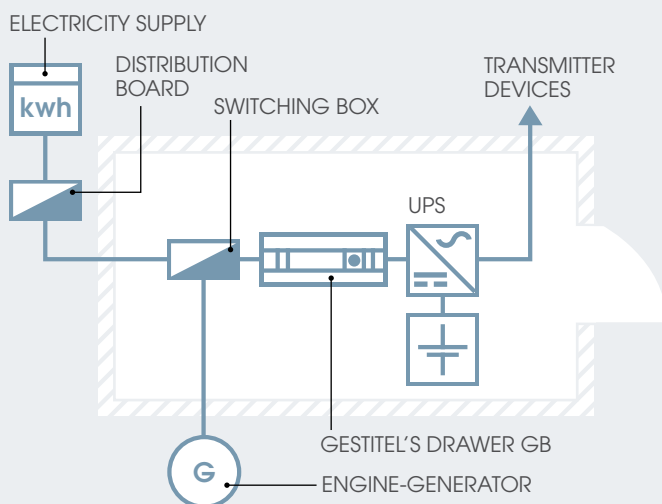 ELECTRICITY SUPPLY
kwh
DISTRIBUTION
BOARD
SWITCHING BOX
TRANSMITTER
DEVICES
UPS
GESTITEL'S DRAWER GB
G
ENGINE-GENERATOR